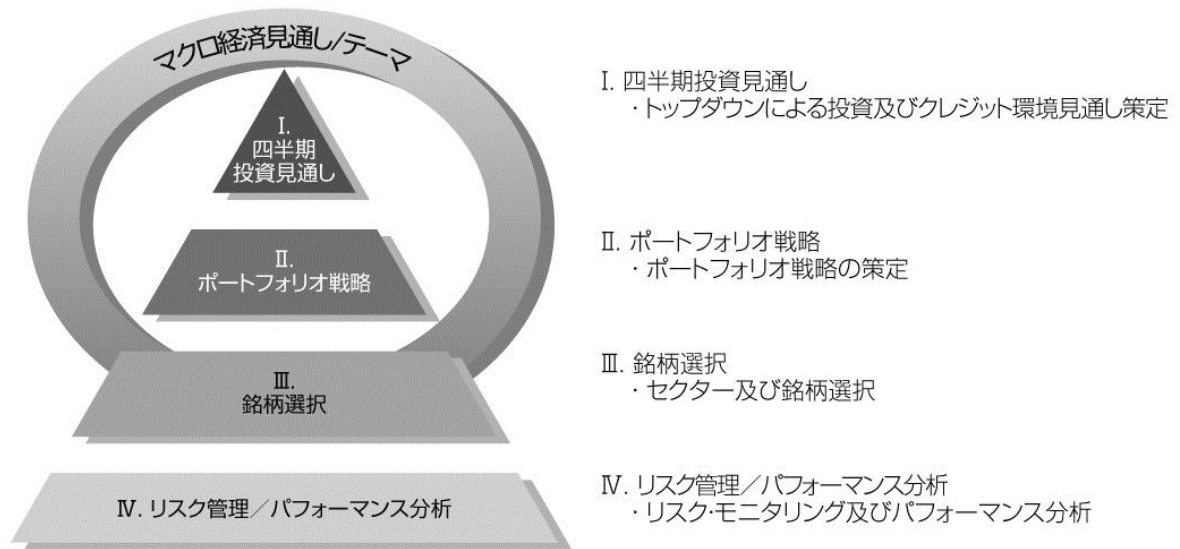 マクロ経済見通し/テーマ
Ⅰ.
四半期
投資見通し
Ⅱ.
ポートフォリオ戦略
Ⅲ.
銘柄選択
Ⅳ. リスク管理／パフォーマンス分析
Ⅰ. 四半期投資見通し
・トップダウンによる投資及びクレジット環境見通し策定
Ⅱ. ポートフォリオ戦略
・ポートフォリオ戦略の策定
Ⅲ. 銘柄選択
・セクター及び銘柄選択
Ⅳ. リスク管理／パフォーマンス分析
・リスク・モニタリング及びパフォーマンス分析